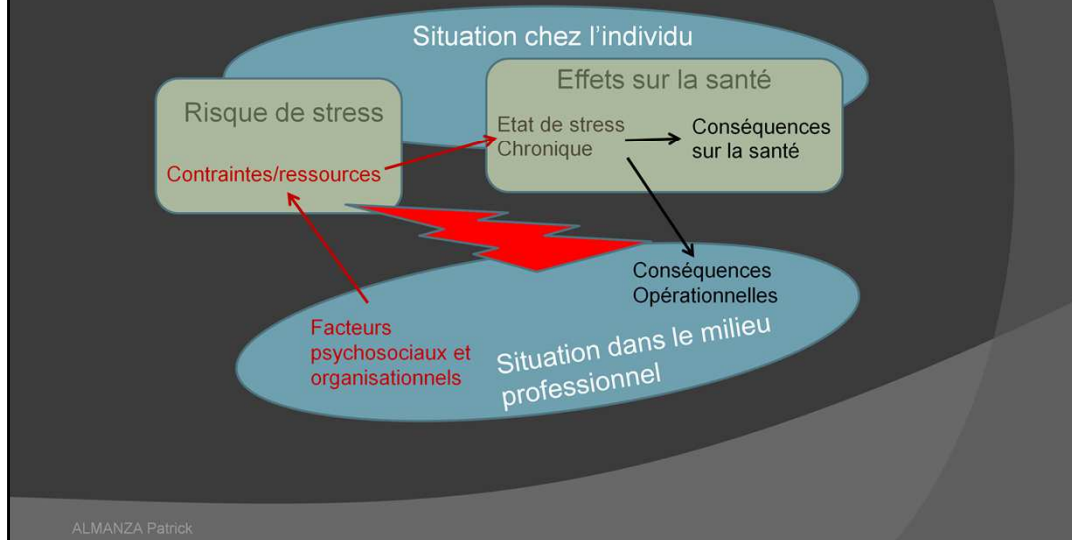 Situation chez l'individu
Risque de stress
Contraintes/ressources
Effets sur la santé
Etat de stress
Chronique
Conséquences
sur la santé
Conséquences
Opérationnelles
Facteurs
psychosociaux et
organisationnels
Situation dans le milieu
professionnel
ALMANZA Patrick